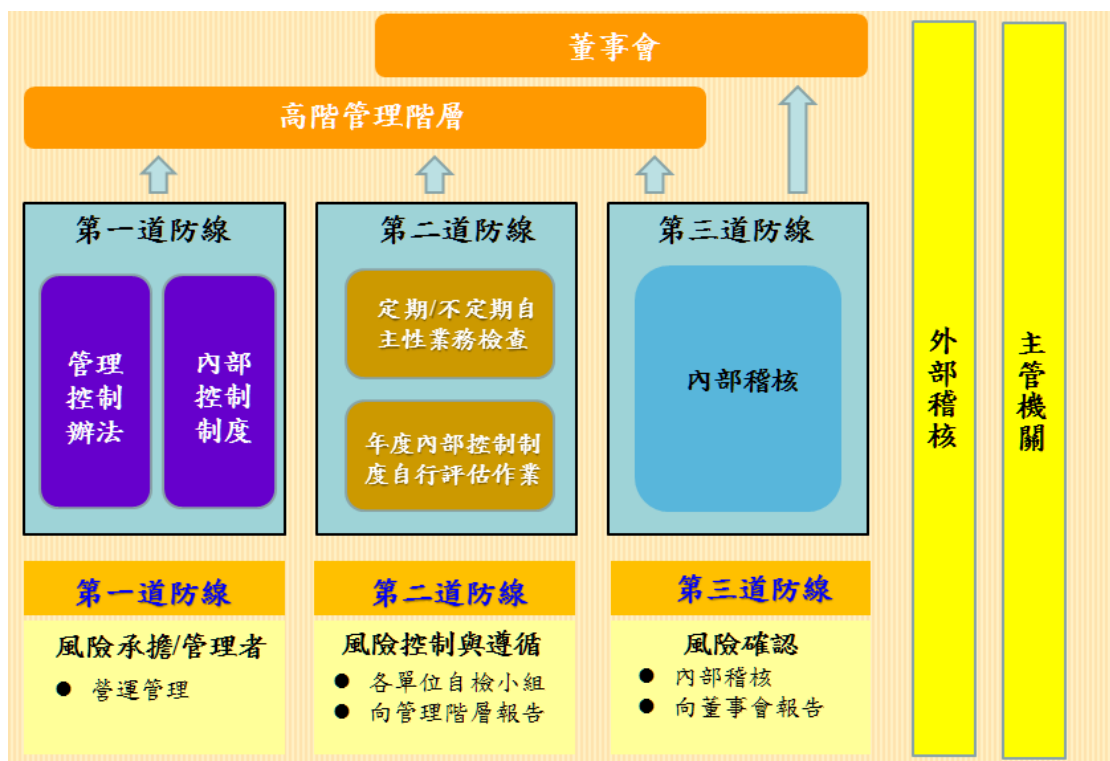 董事會
高階管理階層
第一道防線
管理
控制
辦法
內部
控制
制度
第二道防線
定期/不定期自
主性業務檢查
年度內部控制制
度自行評估作業
第三道防線
內部稽核
第一道防線
風險承擔/管理者
● 營運管理
第二道防線
風險控制與遵循
● 各單位自檢小組
● 向管理階層報告
第三道防線
風險確認
● 內部稽核
● 向董事會報告
外部稽核
主管機關